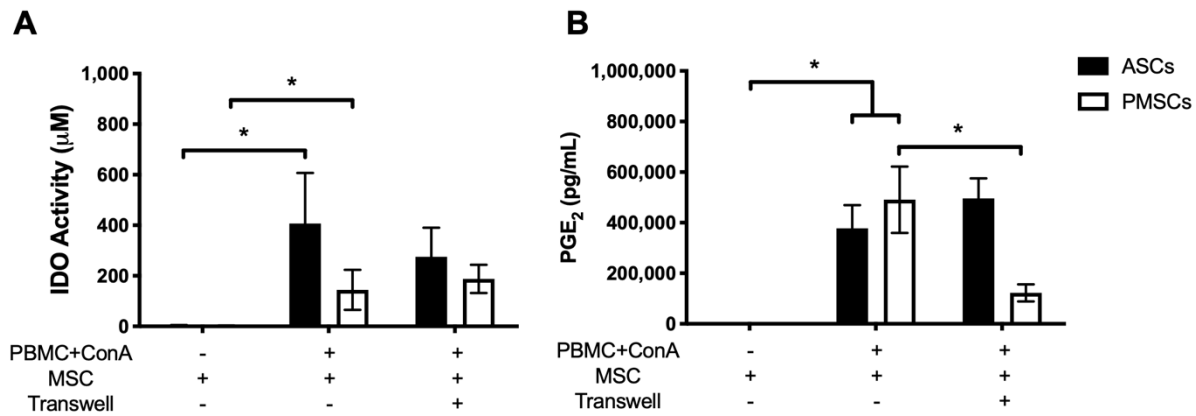 A
IDO Activity (μM)
1,000
800
600
400
200
0
*
*
PBMC+ConA - + +
MSC + + +
Transwell - - +
B
PGE2 (pg/mL)
1,000,000
800,000
600,000
400,000
200,000
0
*
*
PBMC+ConA - + +
MSC + + +
Transwell - - +
ASCs
PMSCs